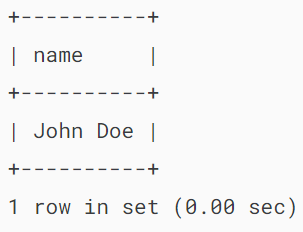 +----------+
| name     |
+----------+
| John Doe |
+----------+
1 row in set (0.00 sec)